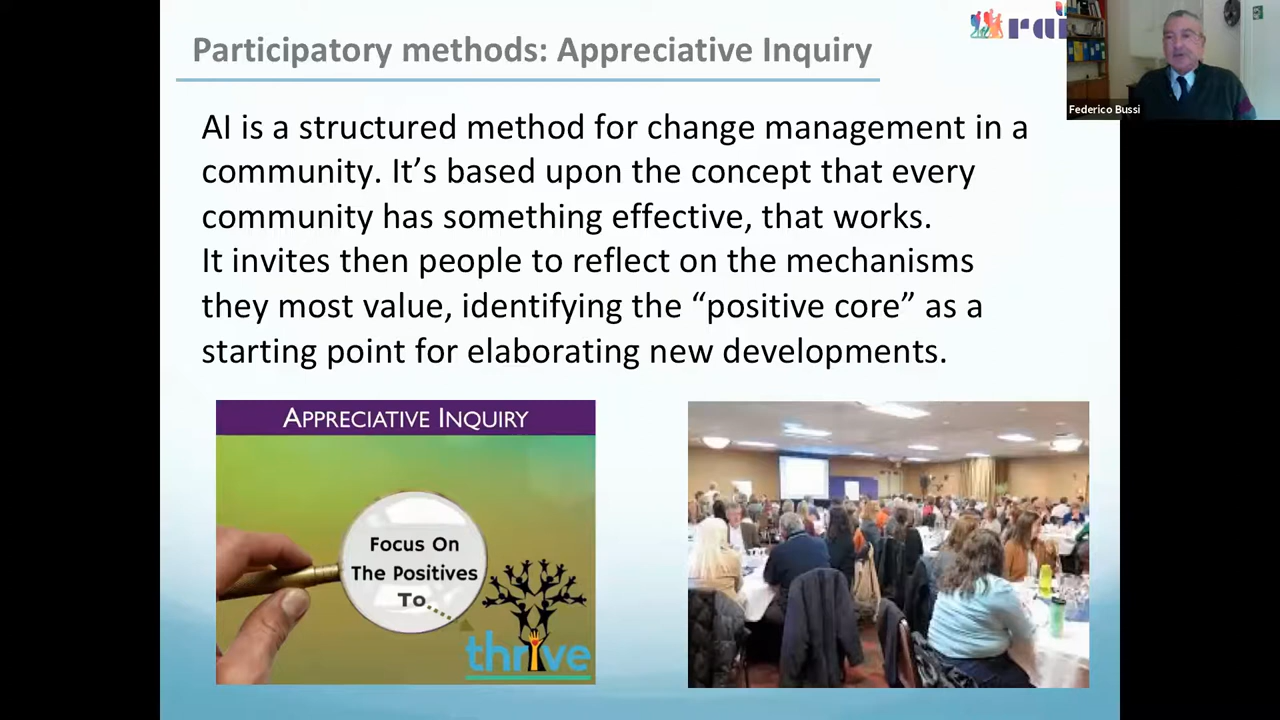 Participatory methods: Appreciative Inquiry
rai
Federico Bussi
AI is a structured method for change management in a
community. It’s based upon the concept that every
community has something effective, that works.
It invites then people to reflect on the mechanisms
they most value, identifying the “positive core” as a
starting point for elaborating new developments.
APPRECIATIVE INQUIRY
Focus On
The Positives
To...
thrive